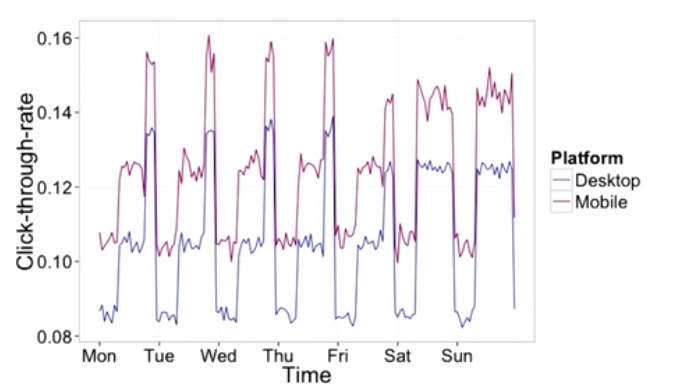 Click-through-rate
0.16
0.14
0.12
0.10
0.08
Mon Tue Wed Thu Fri Sat Sun
Time
Platform
Desktop
Mobile